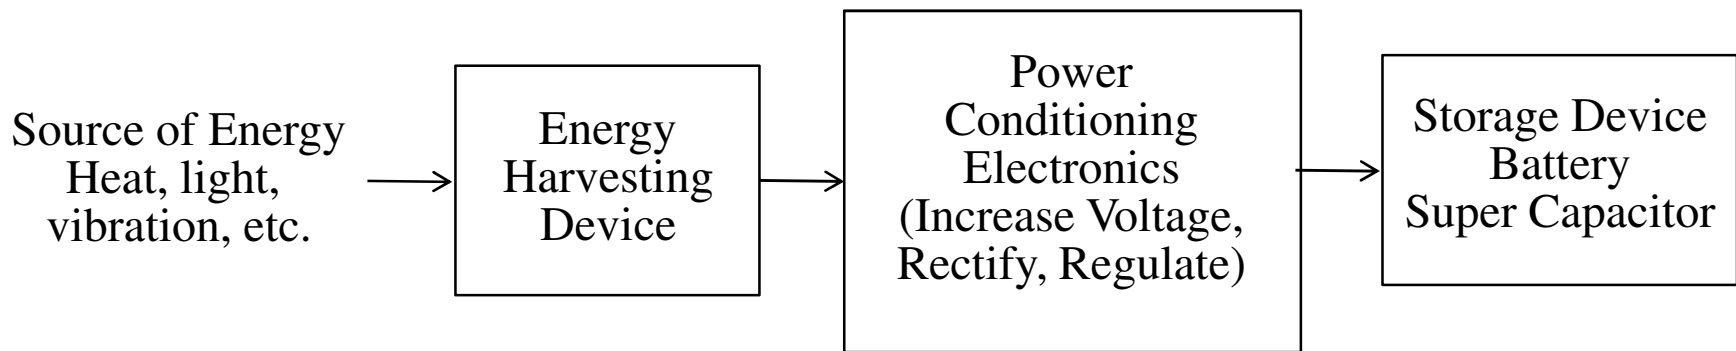 Source of Energy
Heat, light,
vibration, etc.
Energy
Harvesting
Device
Power
Conditioning
Electronics
(Increase Voltage,
Rectify, Regulate)
Storage Device
Battery
Super Capacitor